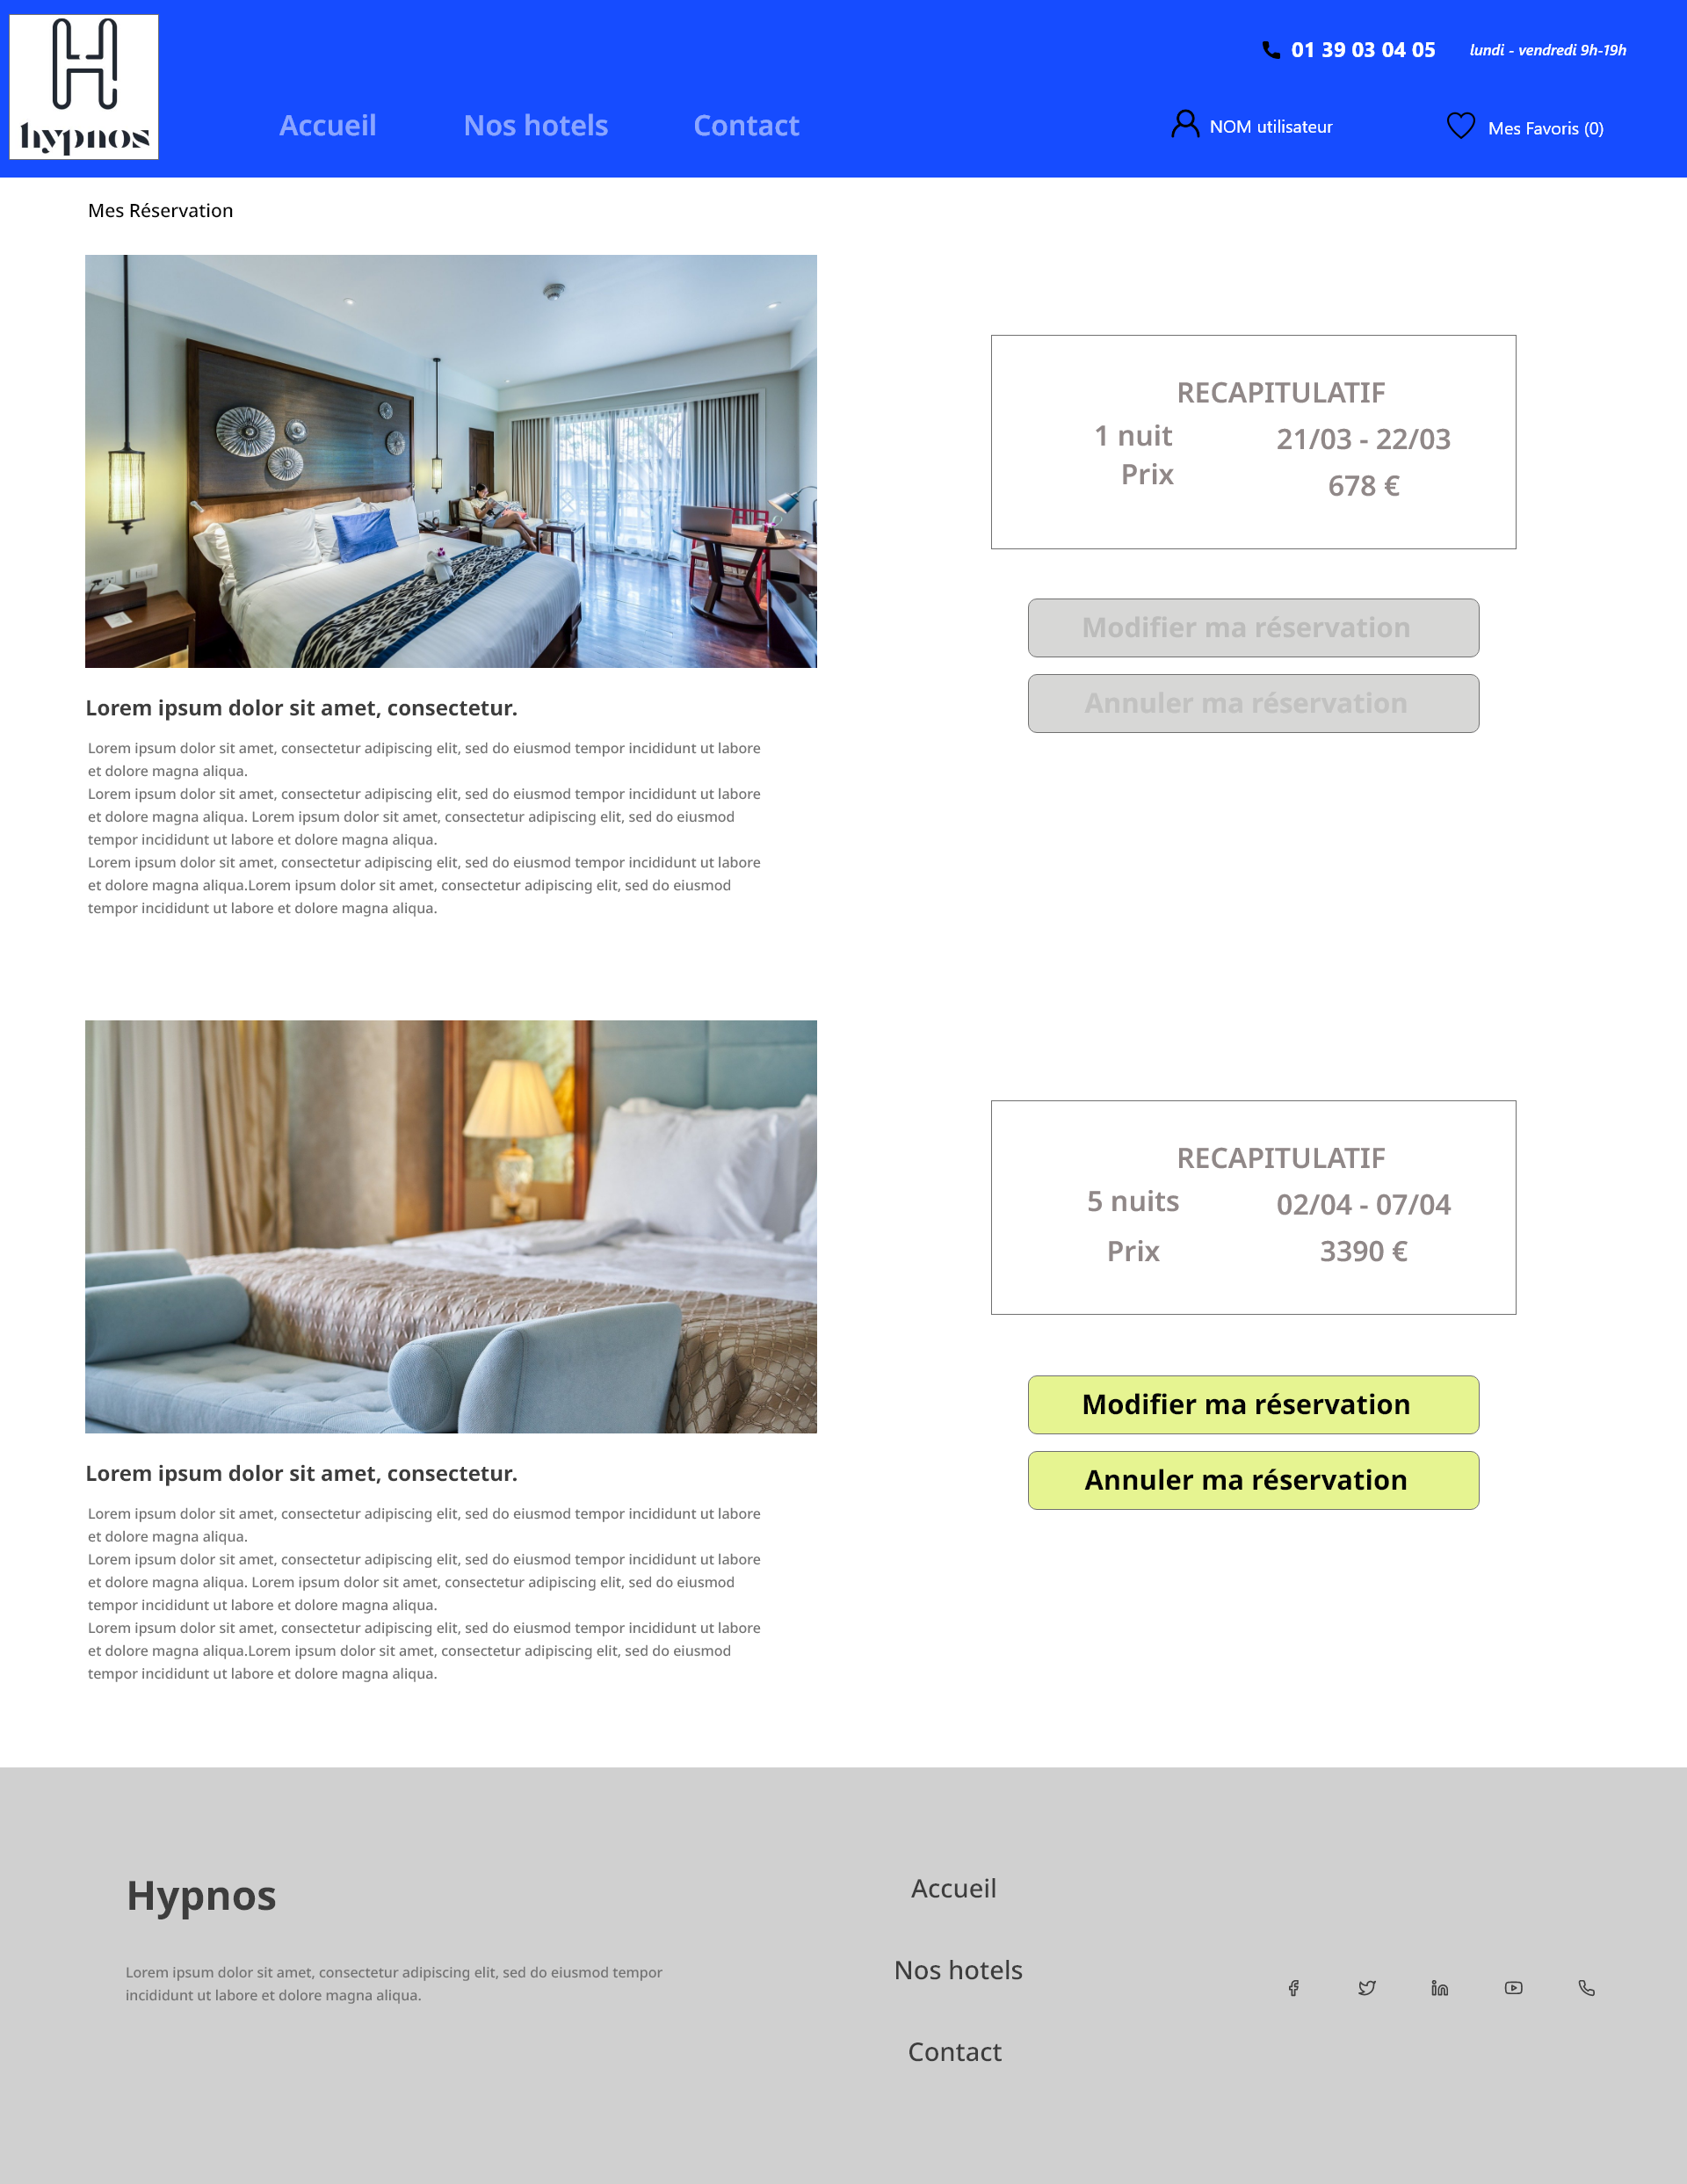 hypnos
01 39 03 04 05 lundi - vendredi 9h-19h
Accueil Nos hotels Contact NOM utilisateur Mes Favoris (0)
Mes Réservation
RECAPITULATIF
1 nuit 21/03 - 22/03
Prix 678 €
Modifier ma réservation
Annuler ma réservation
Lorem ipsum dolor sit amet, consectetur.
Lorem ipsum dolor sit amet, consectetur adipiscing elit, sed do eiusmod tempor incididunt ut labore
et dolore magna aliqua.
Lorem ipsum dolor sit amet, consectetur adipiscing elit, sed do eiusmod tempor incididunt ut labore
et dolore magna aliqua. Lorem ipsum dolor sit amet, consectetur adipiscing elit, sed do eiusmod
tempor incididunt ut labore et dolore magna aliqua.
Lorem ipsum dolor sit amet, consectetur adipiscing elit, sed do eiusmod tempor incididunt ut labore
et dolore magna aliqua.Lorem ipsum dolor sit amet, consectetur adipiscing elit, sed do eiusmod
tempor incididunt ut labore et dolore magna aliqua.
RECAPITULATIF
5 nuits 02/04 - 07/04
Prix 3390 €
Modifier ma réservation
Annuler ma réservation
Lorem ipsum dolor sit amet, consectetur.
Lorem ipsum dolor sit amet, consectetur adipiscing elit, sed do eiusmod tempor incididunt ut labore
et dolore magna aliqua.
Lorem ipsum dolor sit amet, consectetur adipiscing elit, sed do eiusmod tempor incididunt ut labore
et dolore magna aliqua. Lorem ipsum dolor sit amet, consectetur adipiscing elit, sed do eiusmod
tempor incididunt ut labore et dolore magna aliqua.
Lorem ipsum dolor sit amet, consectetur adipiscing elit, sed do eiusmod tempor incididunt ut labore
et dolore magna aliqua.Lorem ipsum dolor sit amet, consectetur adipiscing elit, sed do eiusmod
tempor incididunt ut labore et dolore magna aliqua.
Hypnos
Lorem ipsum dolor sit amet, consectetur adipiscing elit, sed do eiusmod tempor
incididunt ut labore et dolore magna aliqua.
Accueil
Nos hotels
Contact